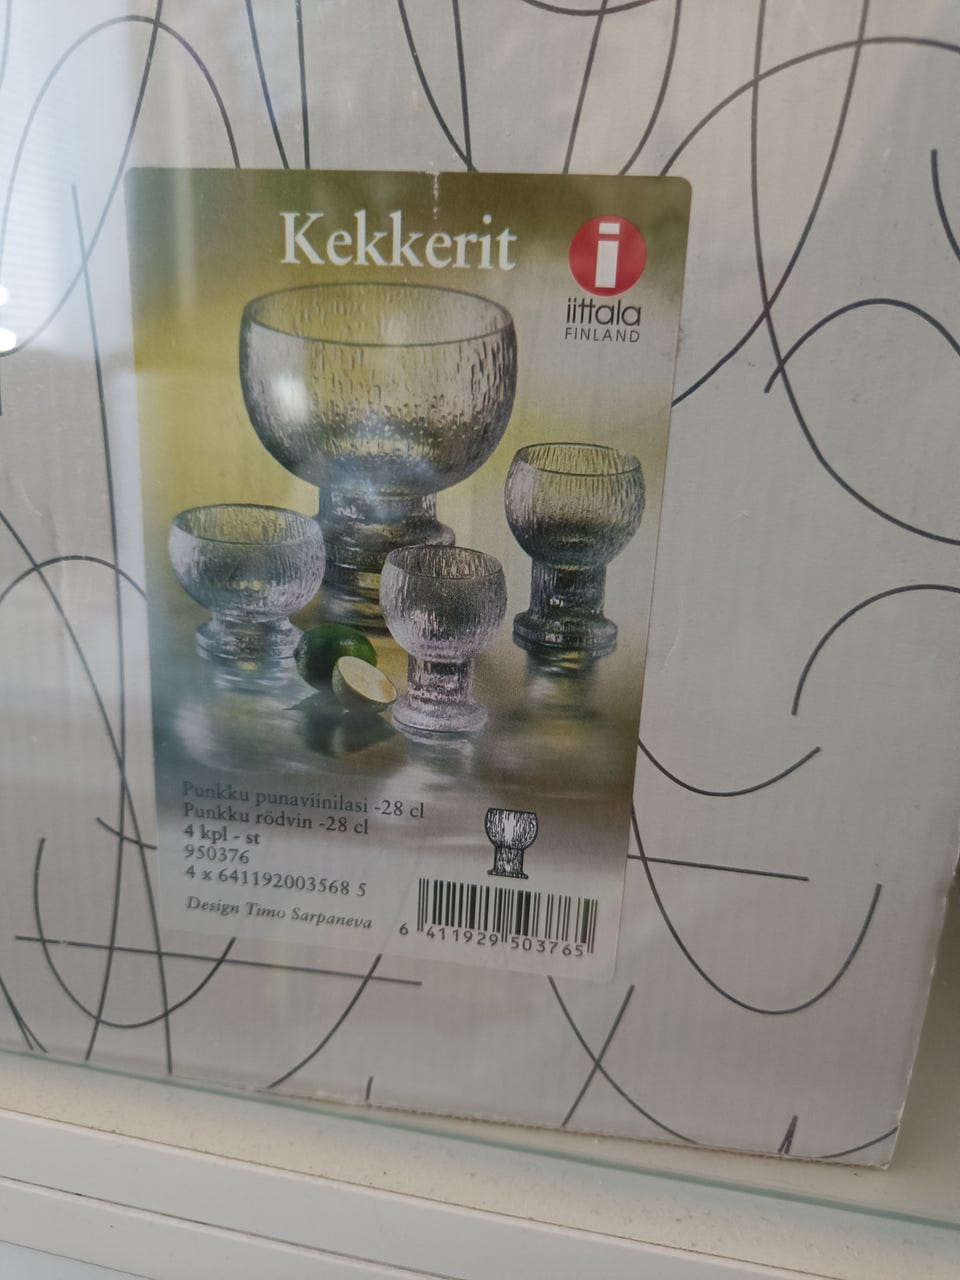 Kekkerit
i
iittala
FINLAND
Punkku punaviinilasi -28 cl
Punkku rödvin -28 cl
4 kpl - st
950376
4 x 641192003568 5
Design Timo Sarpaneva
6 411929 503765